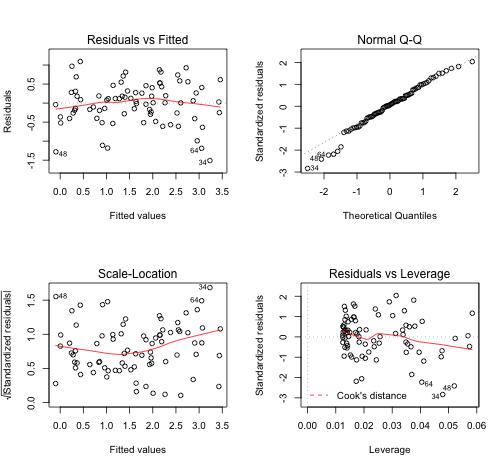 Residuals vs Fitted
Residuals
0.5
-0.5
-1.5
48
64
34
0.0 0.5 1.0 1.5 2.0 2.5 3.0 3.5
Fitted values
Normal Q-Q
Standardized residuals
2
1
0
-1
-2
-3
64
48
34
-2 -1 0 1 2
Theoretical Quantiles
Scale-Location
√|Standardized residuals|
1.5
1.0
0.5
0.0
48
34
64
0.0 0.5 1.0 1.5 2.0 2.5 3.0 3.5
Fitted values
Residuals vs Leverage
Standardized residuals
2
1
0
-1
-2
-3
64
48
34
Cook's distance
0.00 0.01 0.02 0.03 0.04 0.05 0.06
Leverage